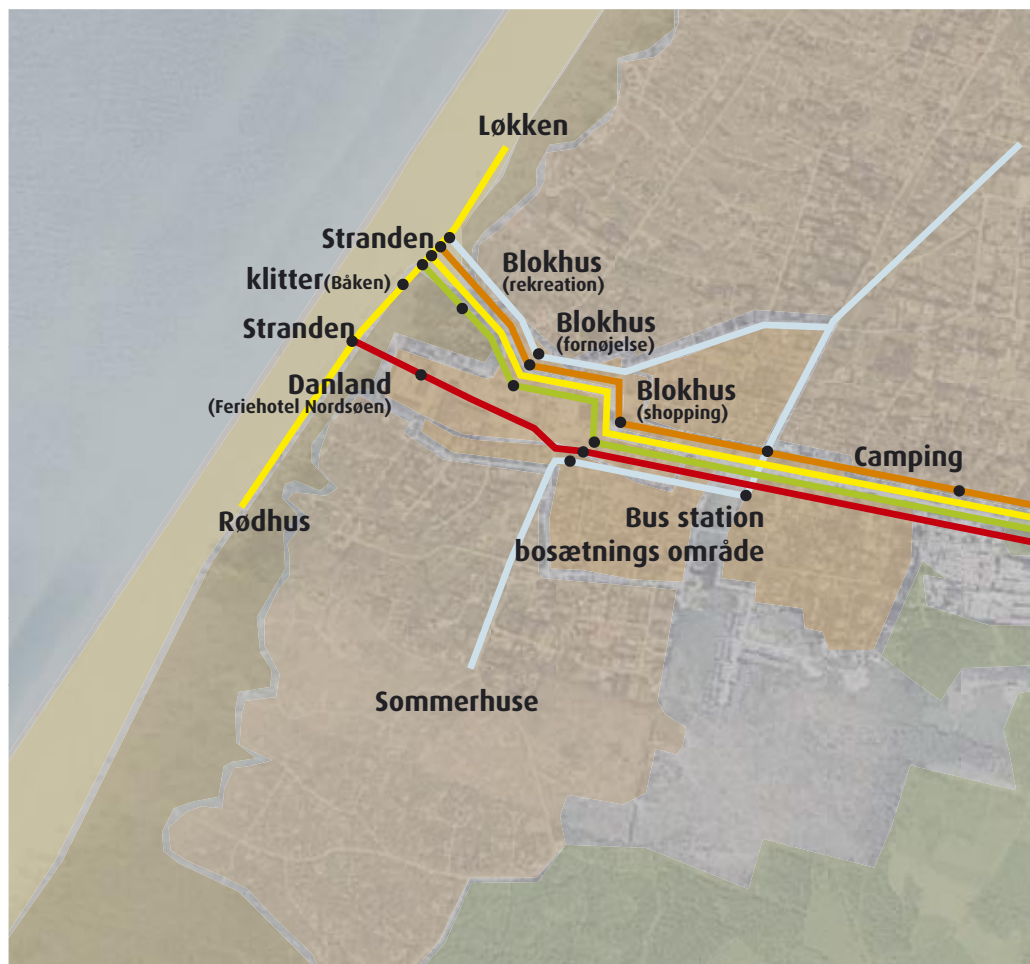 Løkken
Stranden
Blokhus
(rekreation)
klitter(Båken)
Blokhus
(fornøjelse)
Stranden
Danland
(Feriehotel Nordsøen)
Blokhus
(shopping)
Camping
Rødhus
Bus station
bosætnings område
Sommerhuse